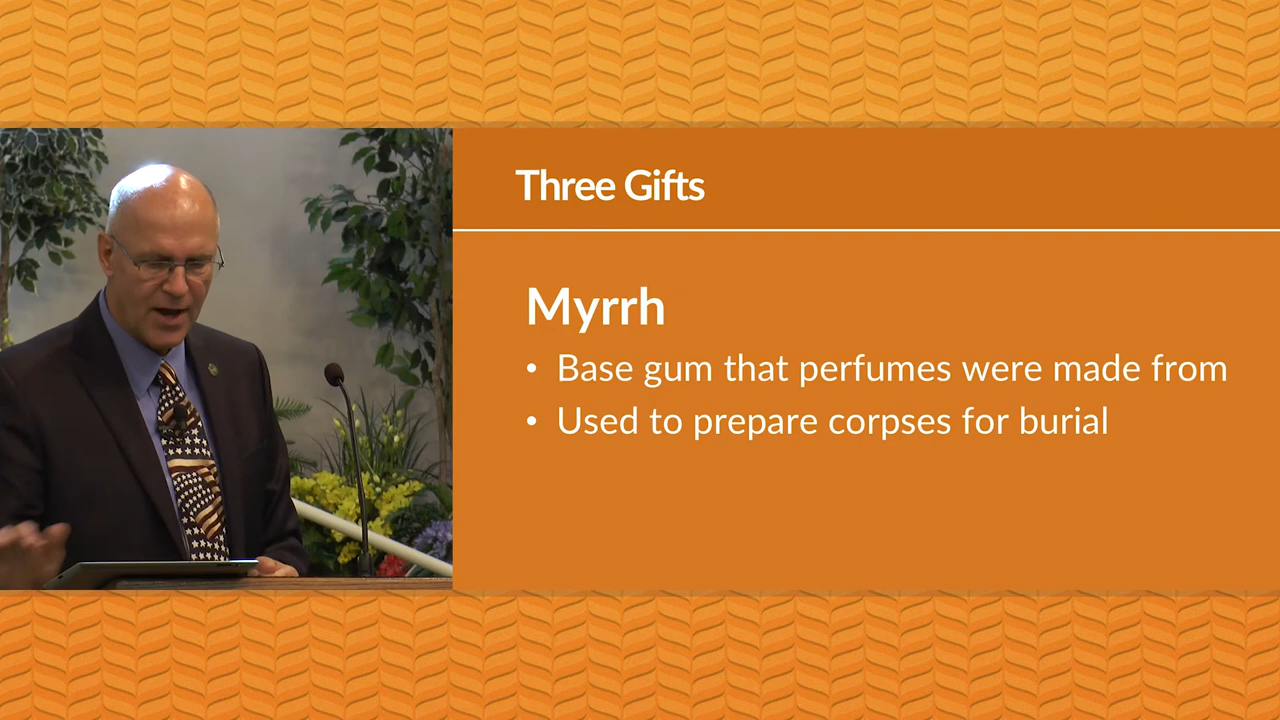 Three Gifts
Myrrh
• Base gum that perfumes were made from
• Used to prepare corpses for burial